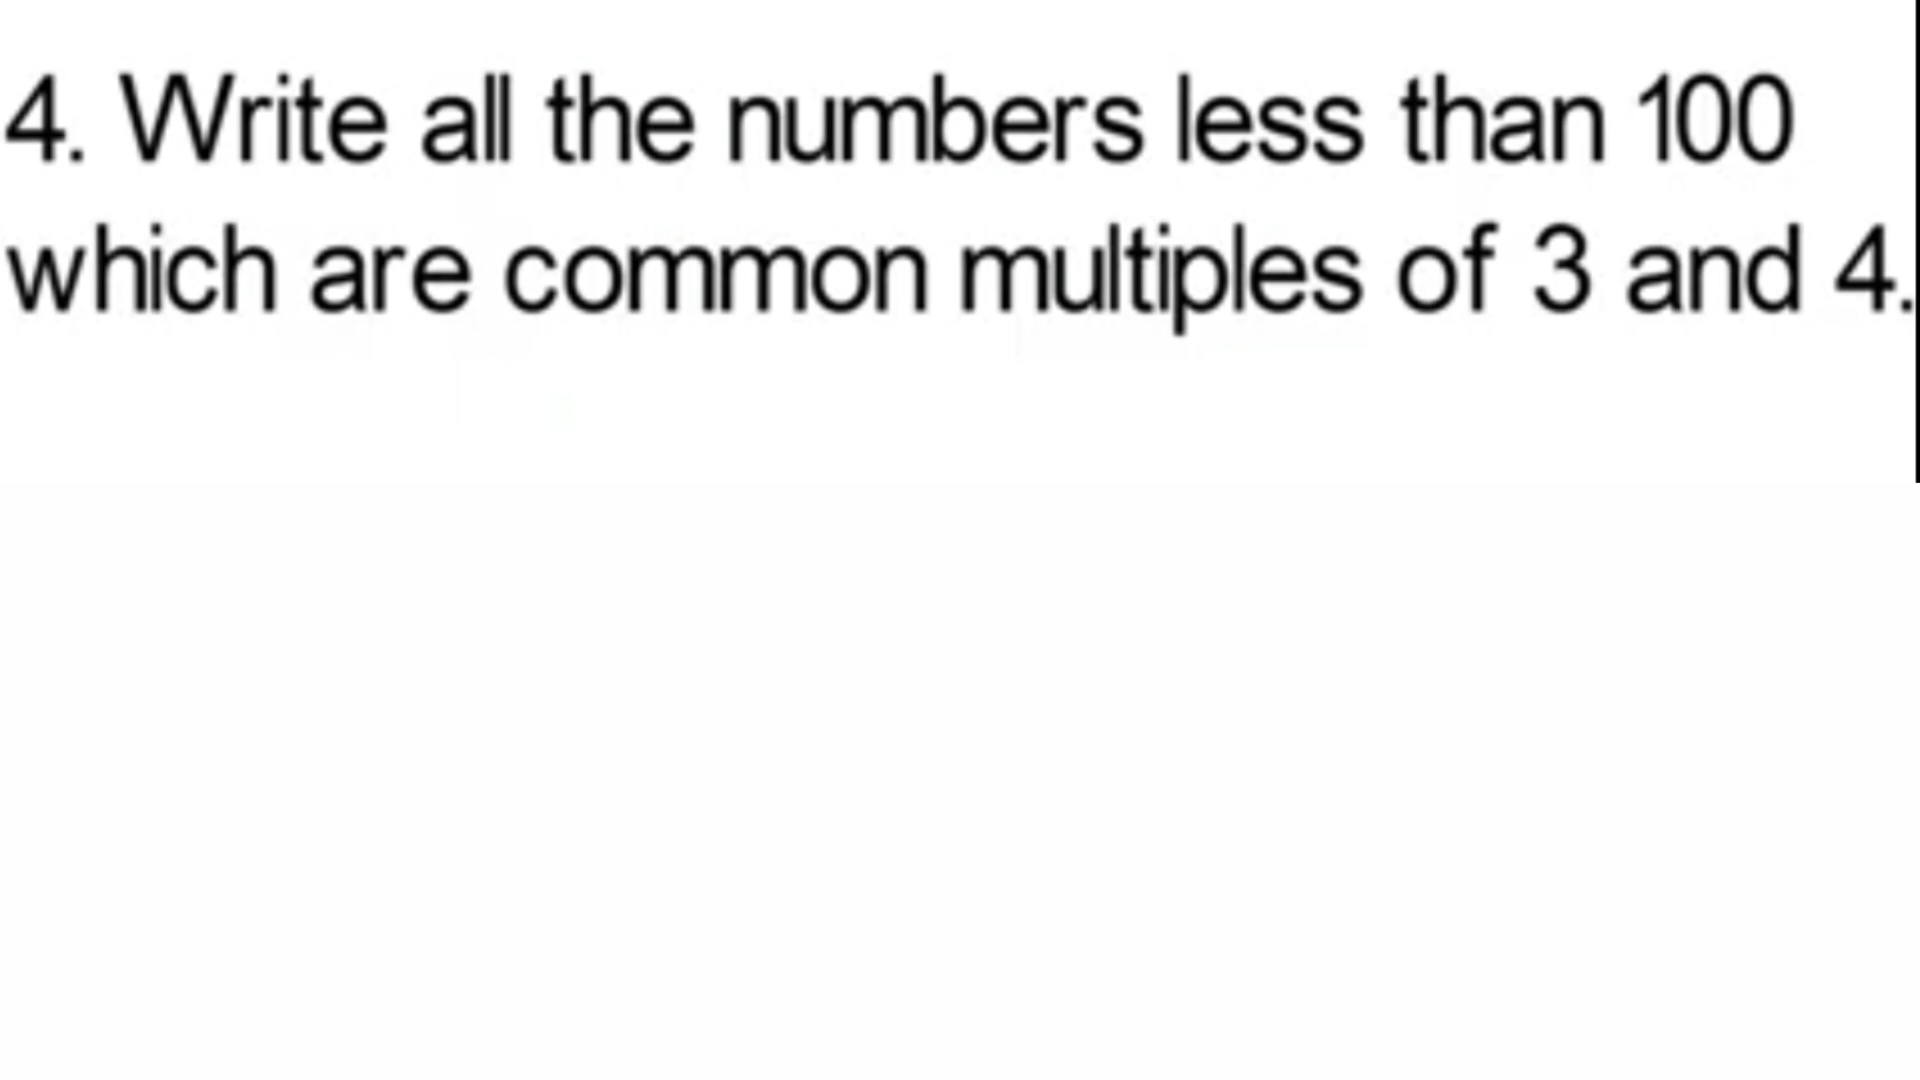 4. Write all the numbers less than 100
which are common multiples of 3 and 4.